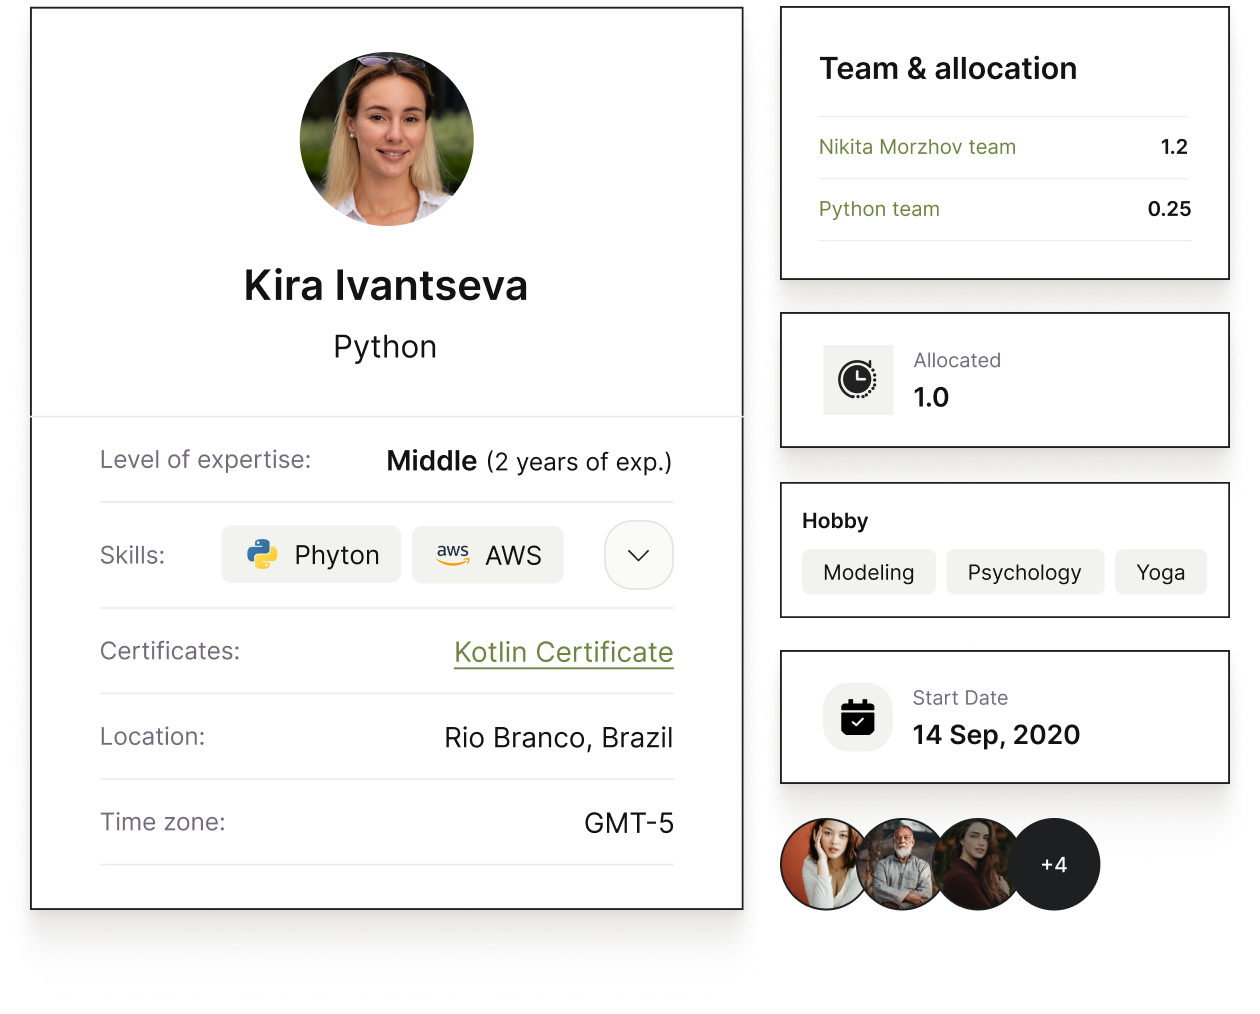 Kira Ivantseva
Python
Level of expertise: Middle (2 years of exp.)
Skills: Phyton aws AWS
Certificates: Kotlin Certificate
Location: Rio Branco, Brazil
Time zone: GMT-5
Team & allocation
Nikita Morzhov team 1.2
Python team 0.25
Allocated
1.0
Hobby
Modeling Psychology Yoga
Start Date
14 Sep, 2020
+4